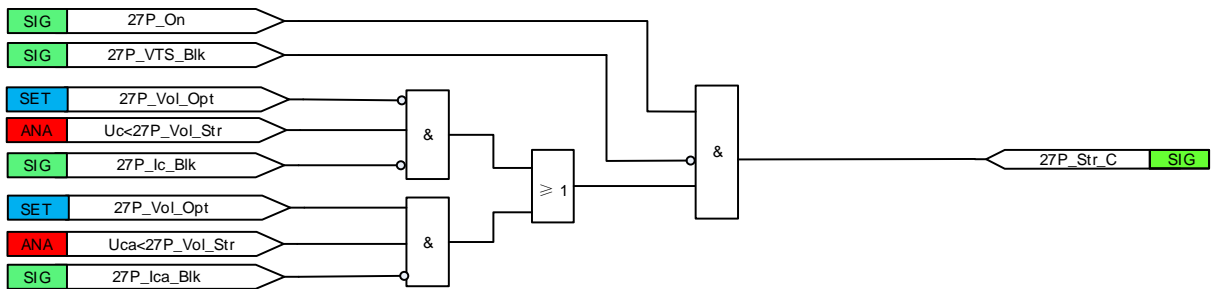 SIG 27P_On
SIG 27P_VTS_Blk
SET 27P_Vol_Opt
ANA Uc<27P_Vol_Str
SIG 27P_Ic_Blk
&
SET 27P_Vol_Opt
ANA Uca<27P_Vol_Str
SIG 27P_Ica_Blk
&
≥ 1
&
27P_Str_C SIG